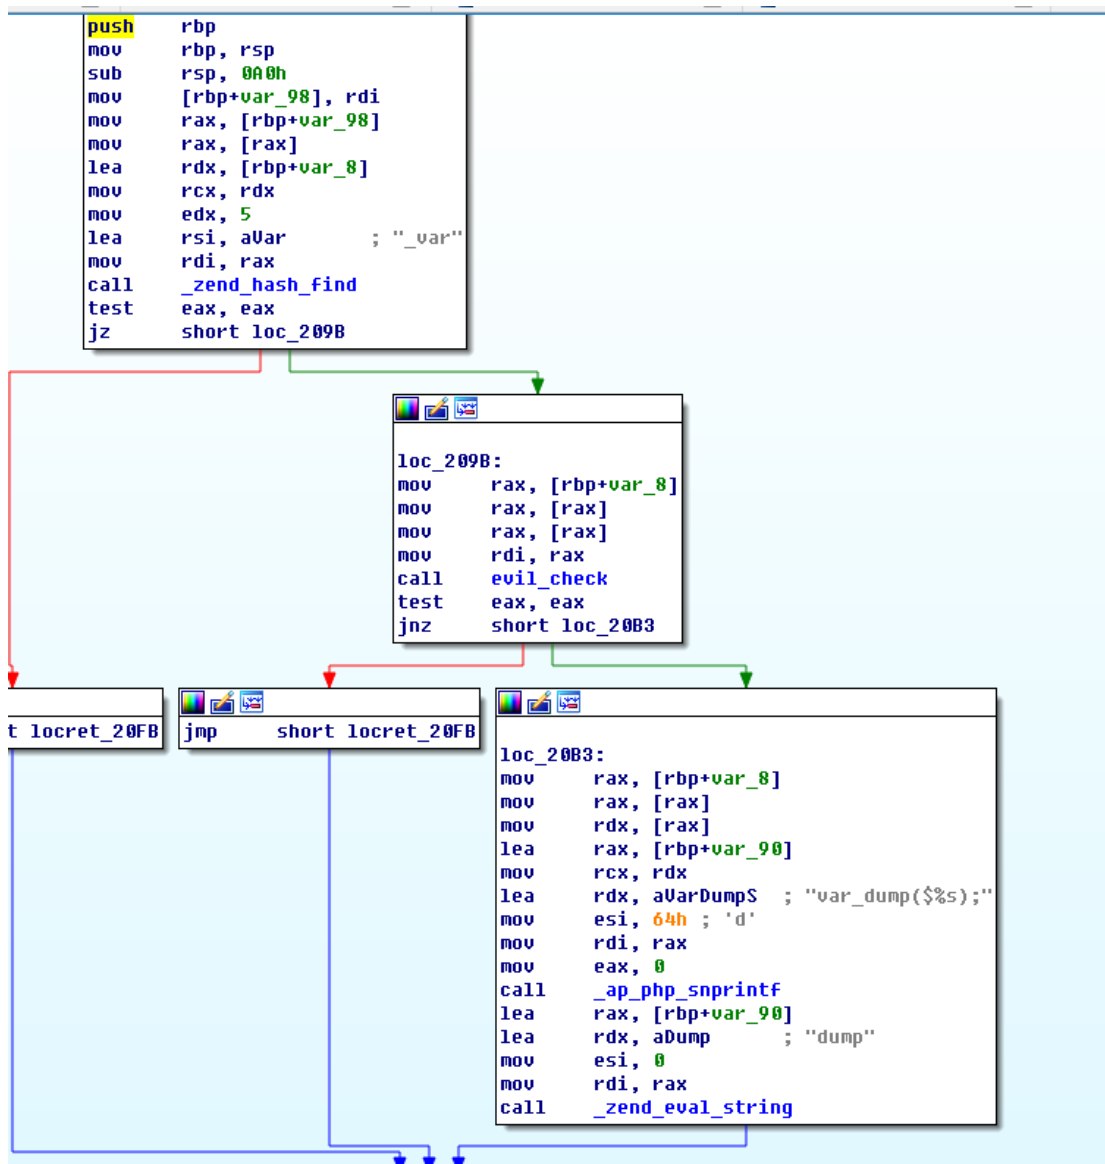 push rbp
mov rbp, rsp
sub rsp, 0A0h
mov [rbp+var_98], rdi
mov rax, [rbp+var_98]
mov rax, [rax]
lea rdx, [rbp+var_8]
mov rcx, rdx
mov edx, 5
lea rsi, aVar ; "_var"
mov rdi, rax
call _zend_hash_find
test eax, eax
jz short loc_209B
loc_209B:
mov rax, [rbp+var_8]
mov rax, [rax]
mov rax, [rax]
mov rdi, rax
call evil_check
test eax, eax
jnz short loc_20B3
t locret_20FB
jmp short locret_20FB
loc_20B3:
mov rax, [rbp+var_8]
mov rax, [rax]
mov rdx, [rax]
lea rax, [rbp+var_90]
mov rcx, rdx
lea rdx, aVarDumpS ; "var_dump($%s);"
mov esi, 64h ; 'd'
mov rdi, rax
mov eax, 0
call _ap_php_snprintf
lea rax, [rbp+var_90]
lea rdx, aDump ; "dump"
mov esi, 0
mov rdi, rax
call _zend_eval_string